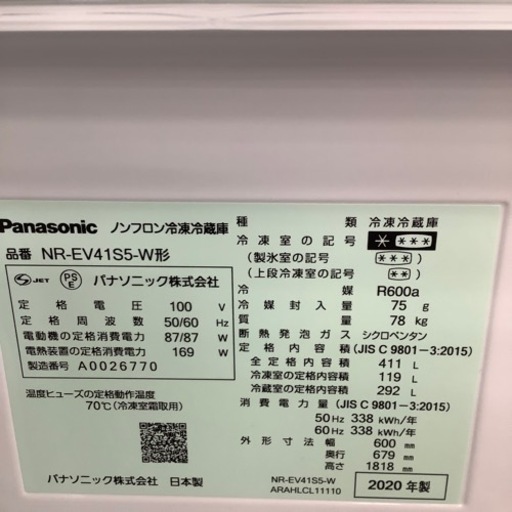 Panasonic ノンフロン冷凍冷蔵庫
品番 NR-EV41S5-W形
JET PSE パナソニック株式会社
定格電圧 100 V
定格周波数 50/60 Hz
電動機の定格消費電力 87/87 W
電熱装置の定格消費電力 169 W
製造番号 A0026770
温度ヒューズの定格動作温度
70℃(冷凍室霜取用)
パナソニック株式会社 日本製
種類 冷凍冷蔵庫
冷凍室の記号 * ***
(製氷室の記号) (***)
(上段冷凍室の記号) (**)
冷媒 R600a
冷媒封入量 75 g
質量 78 kg
断熱発泡ガス シクロペンタン
定格内容積 (JIS C 9801-3:2015)
全定格内容積 411 L
冷凍室の定格内容積 119 L
冷蔵室の定格内容積 292 L
消費電力量 (JIS C 9801-3:2015)
50Hz 338 kWh/年
60Hz 338 kWh/年
外形寸法 幅 600 mm
奥行 679 mm
高さ 1818 mm
NR-EV41S5-W
ARAHLCL11110
2020年製